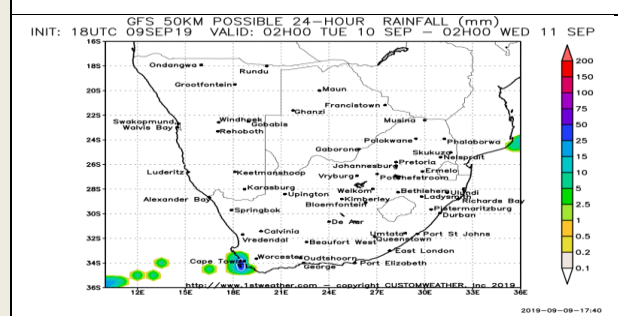 GFS 50KM POSSIBLE 24-HOUR RAINFALL (mm)
INIT: 18UTC 09SEP19 VALID: 02H00 TUE 10 SEP - 02H00 WED 11 SEP
16S
18S
20S
22S
24S
26S
28S
30S
32S
34S
36S
Ondangwa
Rundu
Grootfontein
Maun
Francistown
Ghanzi
Windhoek
Gobabis
Swakopmund
Walvis Bay
Rehoboth
Musina
Polokwane
Phalaborwa
Gaborone
Skukuza
Nelspruit
Johannesburg
Pretoria
Luderitz
Keetmanshoop
Vryburg
Potchefstroom
Ermelo
Karasburg
Upington
Welkom
Bethlehem
Ulundi
Alexander Bay
Kimberley
Ladysmith
Richards Bay
Springbok
Bloemfontein
Pietermaritzburg
Durban
De Aar
Calvinia
Vredendal
Beaufort West
Umtata
Queenstown
Port St Johns
East London
Cape Town
Worcester
Oudtshoorn
George
Port Elizabeth
http://www.1stweather.com - copyright CUSTOMWEATHER, Inc 2019
12E
15E
18E
21E
24E
27E
30E
33E
36E
200
150
100
75
50
25
15
10
5
2.5
1
0.5
0.2
0.1
2019-09-09-17:40